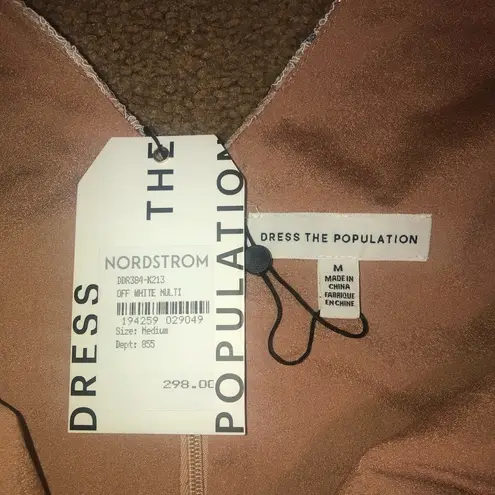 DRESS
THE
POPULATION
NORDSTROM
DDR384-K213
OFF WHITE MULTI
194259 029049
Size: Medium
Dept: 855
298.00
DRESS THE POPULATION
M
MADE IN
CHINA
FABRIQUE
EN CHINE